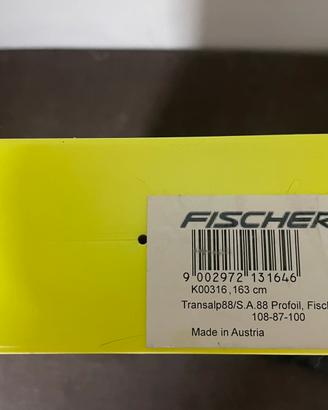 FISCHER
9 002972 131646
K00316, 163 cm
Transalp88/S.A.88 Profoil, Fisch
108-87-100
Made in Austria